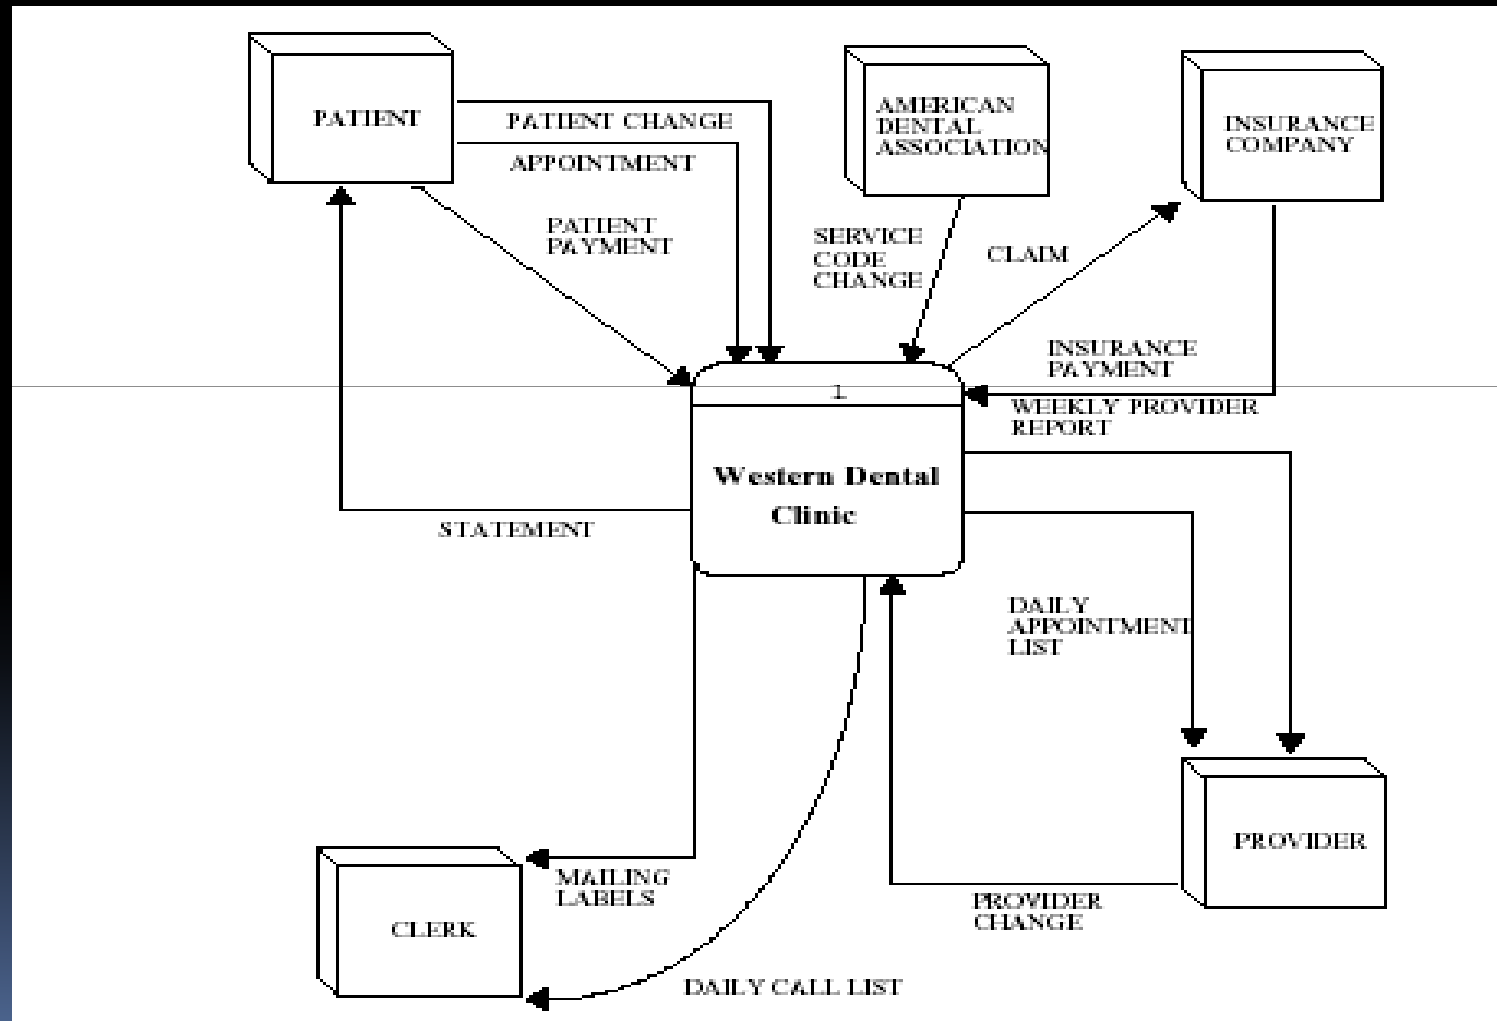 PATIENT
PATIENT CHANGE
APPOINTMENT
PATIENT
PAYMENT
AMERICAN
DENTAL
ASSOCIATION
INSURANCE
COMPANY
SERVICE
CODE
CHANGE
CLAIM
INSURANCE
PAYMENT
1
WEEKLY PROVIDER
REPORT
Western Dental
Clinic
STATEMENT
DAILY
APPOINTMENT
LIST
PROVIDER
MAILING
LABELS
PROVIDER
CHANGE
CLERK
DAILY CALL LIST